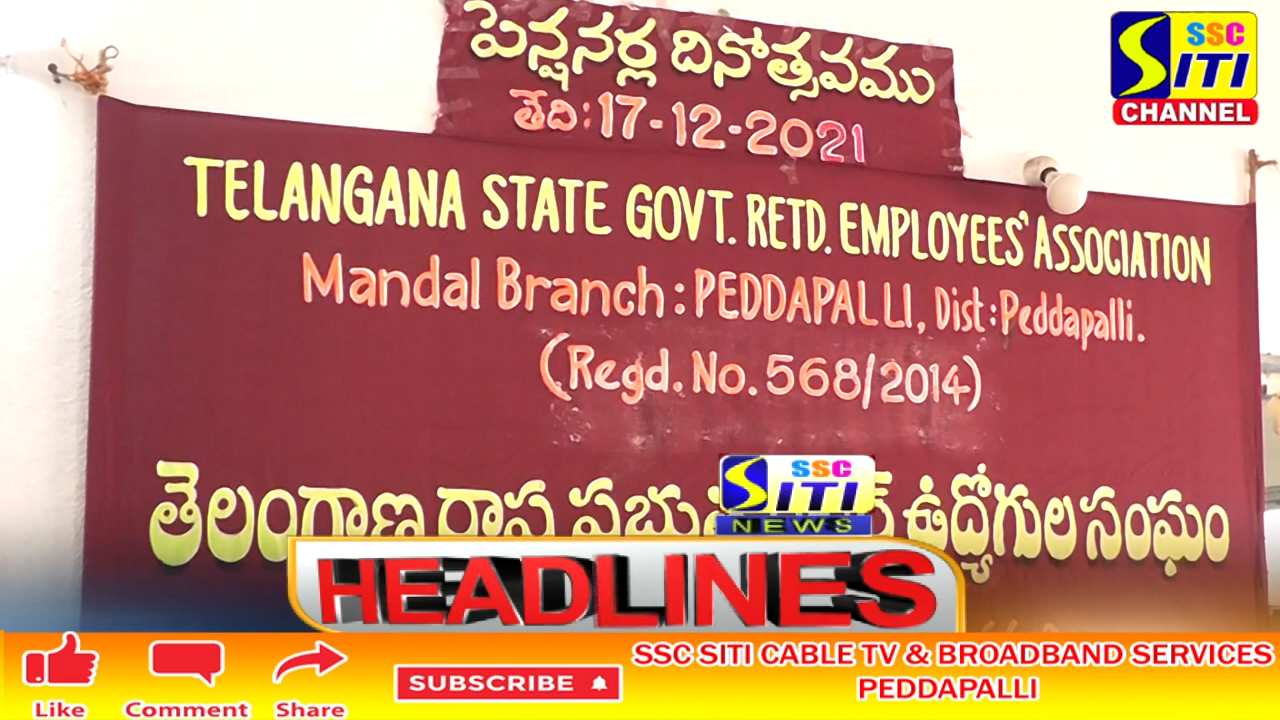 పెన్షనర్ల దినోత్సవము
తేది:17-12-2021
SSC
SITI
CHANNEL
TELANGANA STATE GOVT. RETD. EMPLOYEES' ASSOCIATION
Mandal Branch: PEDDAPALLI, Dist: Peddapalli.
(Regd. No. 568/2014)
తెలంగాణ ఉద్యోగుల సంఘం
SSC
SITI
NEWS
HEADLINES
Like
Comment
Share
SUBSCRIBE
SSC SITI CABLE TV & BROADBAND SERVICES
PEDDAPALLI